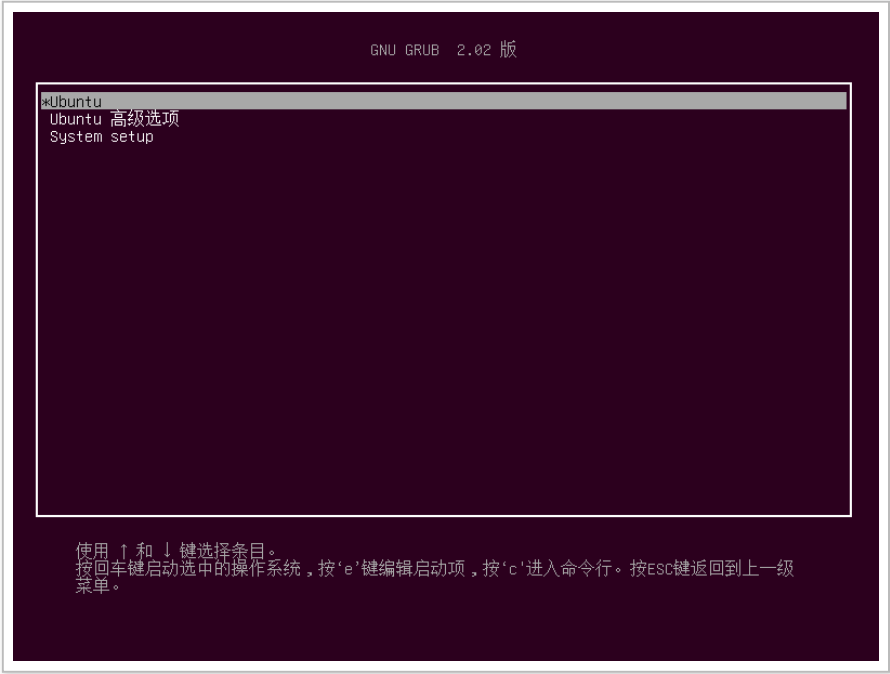 GNU GRUB  2.02 版
*Ubuntu
Ubuntu 高级选项
System setup
使用 ↑ 和 ↓ 键选择条目。
按回车键启动选中的操作系统，按‘e’键编辑启动项，按‘c'进入命令行。按ESC键返回到上一级
菜单。